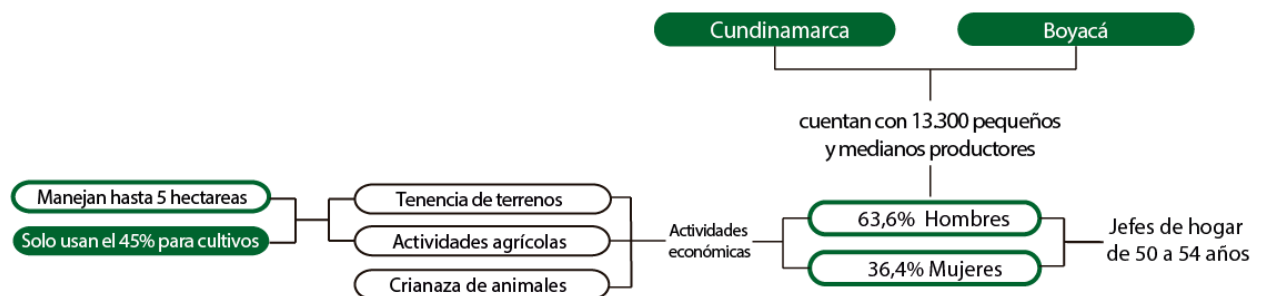 Cundinamarca
Boyacá
cuentan con 13.300 pequeños
y medianos productores
Manejan hasta 5 hectareas
Solo usan el 45% para cultivos
Tenencia de terrenos
Actividades agrícolas
Crianaza de animales
Actividades
económicas
63,6% Hombres
36,4% Mujeres
Jefes de hogar
de 50 a 54 años